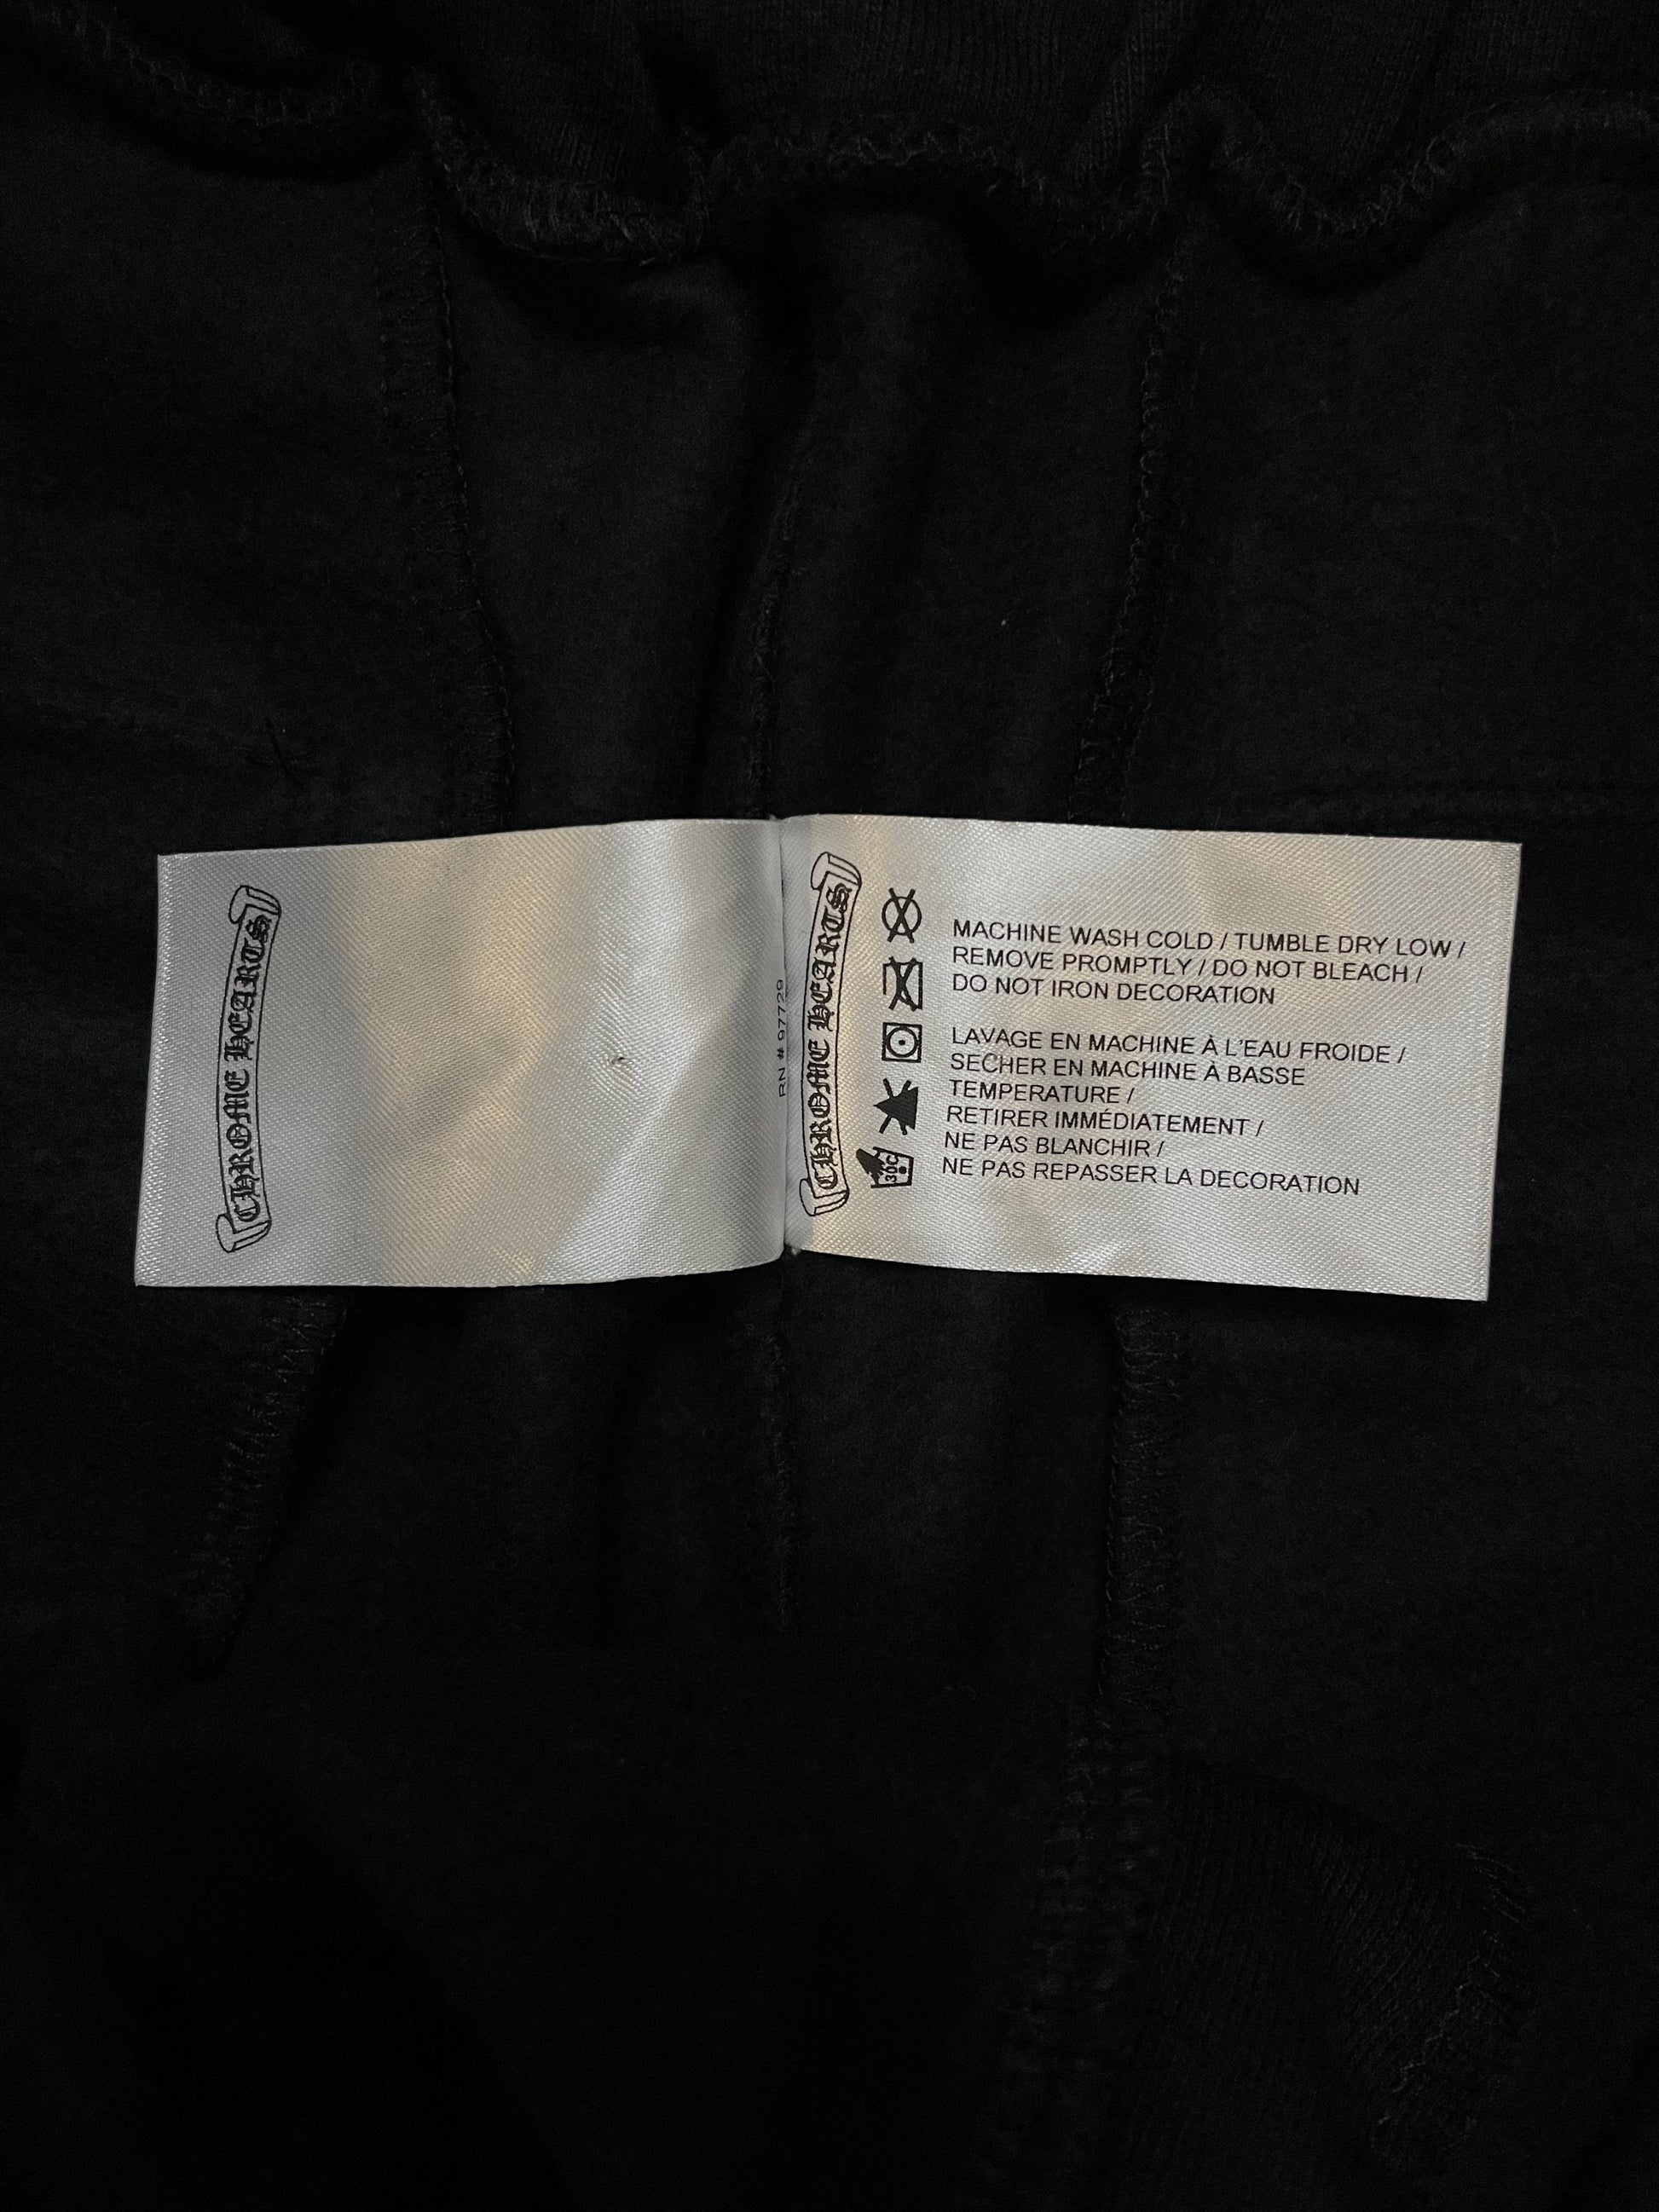 CHROME HEARTS
RN # 97729
CHROME HEARTS
MACHINE WASH COLD / TUMBLE DRY LOW /
REMOVE PROMPTLY / DO NOT BLEACH /
DO NOT IRON DECORATION
LAVAGE EN MACHINE À L'EAU FROIDE /
SECHER EN MACHINE À BASSE
TEMPERATURE /
RETIRER IMMÉDIATEMENT /
NE PAS BLANCHIR /
NE PAS REPASSER LA DECORATION
30C